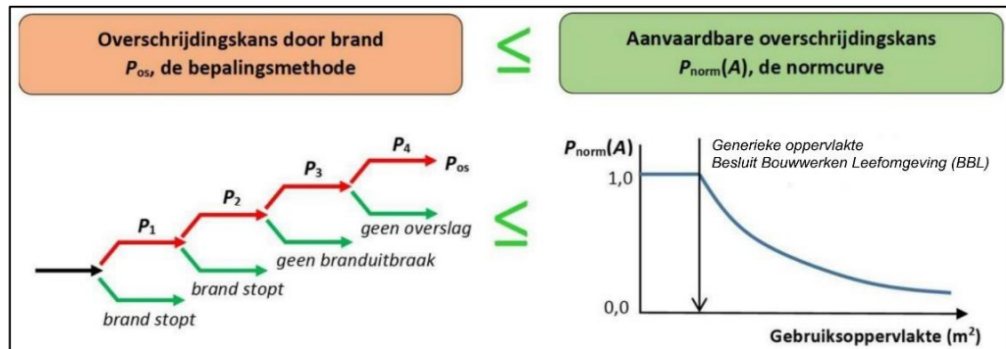 Overschrijdingskans door brand
Pos, de bepalingsmethode
≤
Aanvaardbare overschrijdingskans
Pnorm(A), de normcurve
P1
P2
P3
P4
Pos
geen overslag
geen branduitbraak
brand stopt
brand stopt
≤
Pnorm(A)
1,0
0,0
Generieke oppervlakte
Besluit Bouwwerken Leefomgeving (BBL)
Gebruiksoppervlakte (m²)